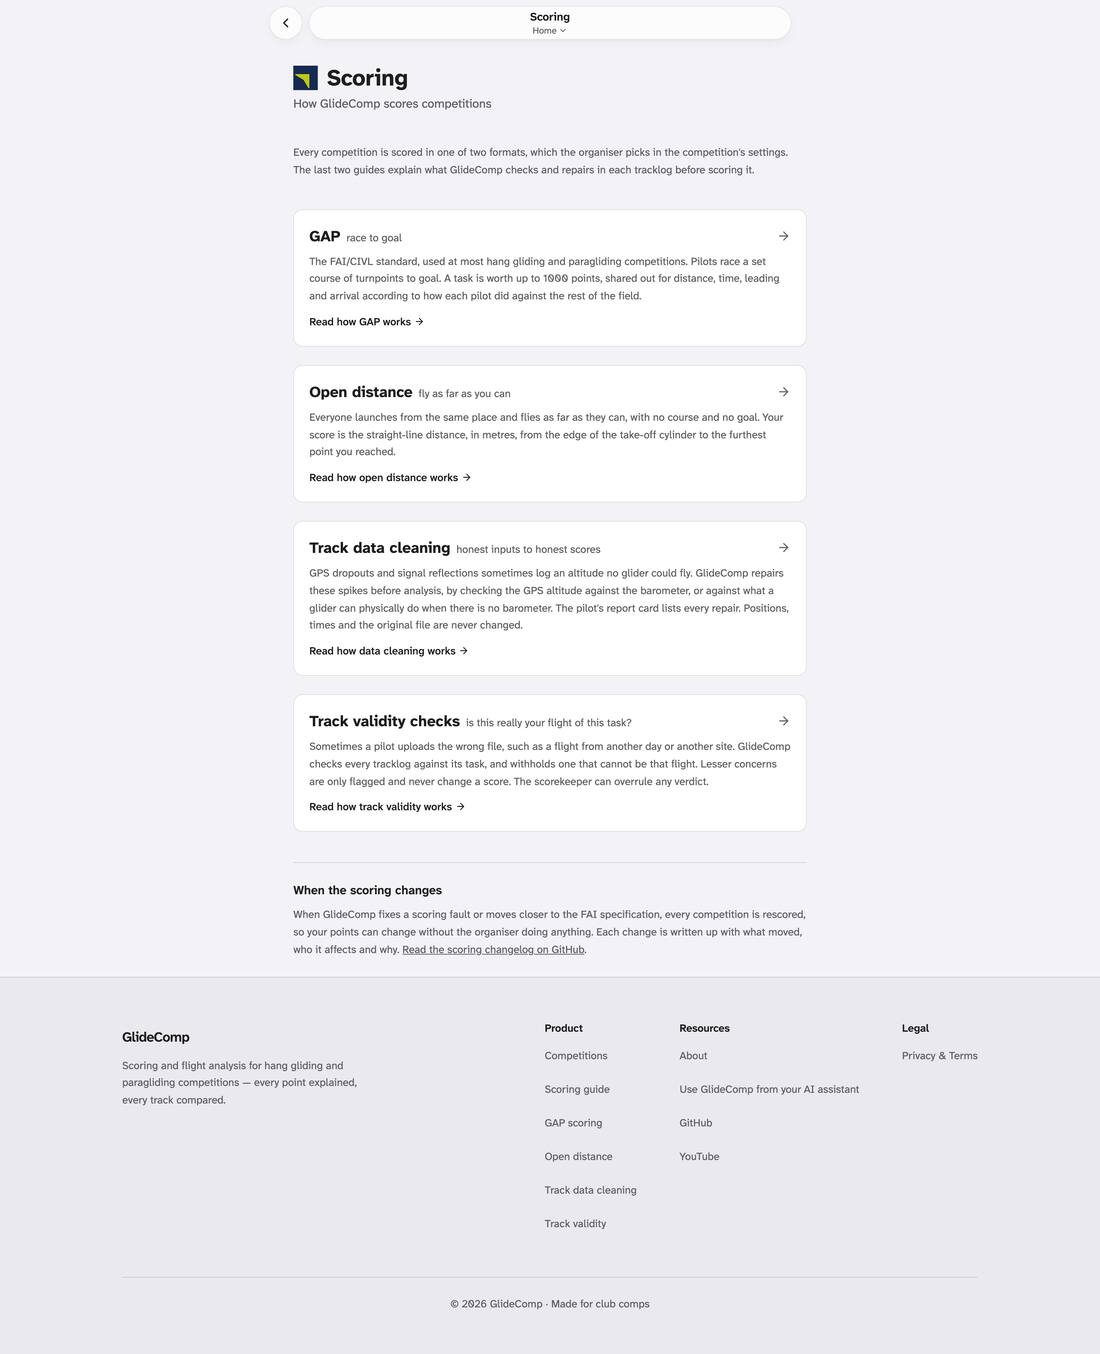 Scoring
Home
Scoring
How GlideComp scores competitions
Every competition is scored in one of two formats, which the organiser picks in the competition's settings.
The last two guides explain what GlideComp checks and repairs in each tracklog before scoring it.
GAP race to goal
The FAI/CIVL standard, used at most hang gliding and paragliding competitions. Pilots race a set
course of turnpoints to goal. A task is worth up to 1000 points, shared out for distance, time, leading
and arrival according to how each pilot did against the rest of the field.
Read how GAP works →
Open distance fly as far as you can
Everyone launches from the same place and flies as far as they can, with no course and no goal. Your
score is the straight-line distance, in metres, from the edge of the take-off cylinder to the furthest
point you reached.
Read how open distance works →
Track data cleaning honest inputs to honest scores
GPS dropouts and signal reflections sometimes log an altitude no glider could fly. GlideComp repairs
these spikes before analysis, by checking the GPS altitude against the barometer, or against what a
glider can physically do when there is no barometer. The pilot's report card lists every repair. Positions,
times and the original file are never changed.
Read how data cleaning works →
Track validity checks is this really your flight of this task?
Sometimes a pilot uploads the wrong file, such as a flight from another day or another site. GlideComp
checks every tracklog against its task, and withholds one that cannot be that flight. Lesser concerns
are only flagged and never change a score. The scorekeeper can overrule any verdict.
Read how track validity works →
When the scoring changes
When GlideComp fixes a scoring fault or moves closer to the FAI specification, every competition is rescored,
so your points can change without the organiser doing anything. Each change is written up with what moved,
who it affects and why. Read the scoring changelog on GitHub.
GlideComp
Scoring and flight analysis for hang gliding and
paragliding competitions — every point explained,
every track compared.
Product
Competitions
Scoring guide
GAP scoring
Open distance
Track data cleaning
Track validity
Resources
About
Use GlideComp from your AI assistant
GitHub
YouTube
Legal
Privacy & Terms
© 2026 GlideComp · Made for club comps